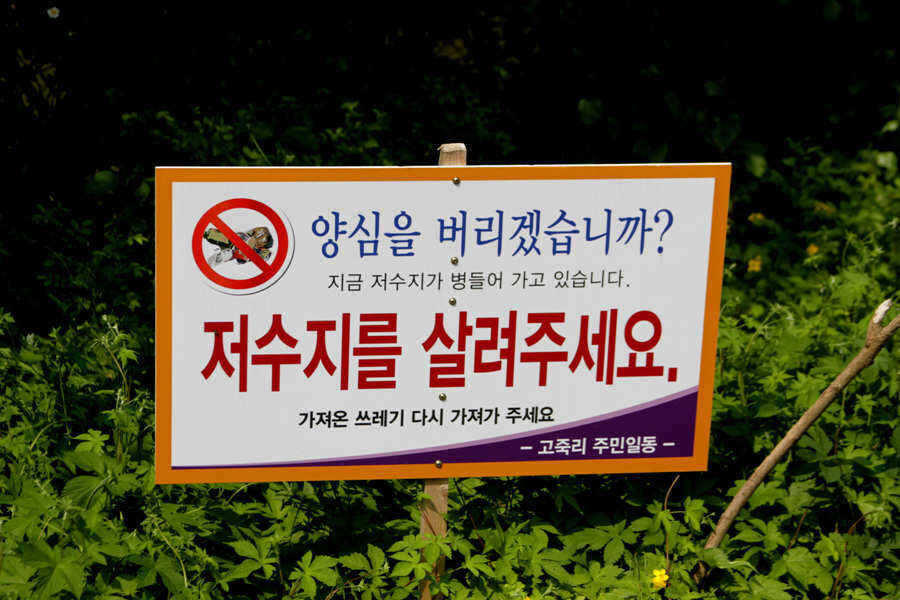 양심을 버리겠습니까?
지금 저수지가 병들어 가고 있습니다.
저수지를 살려주세요.
가져온 쓰레기 다시 가져가 주세요
– 고죽리 주민일동 –